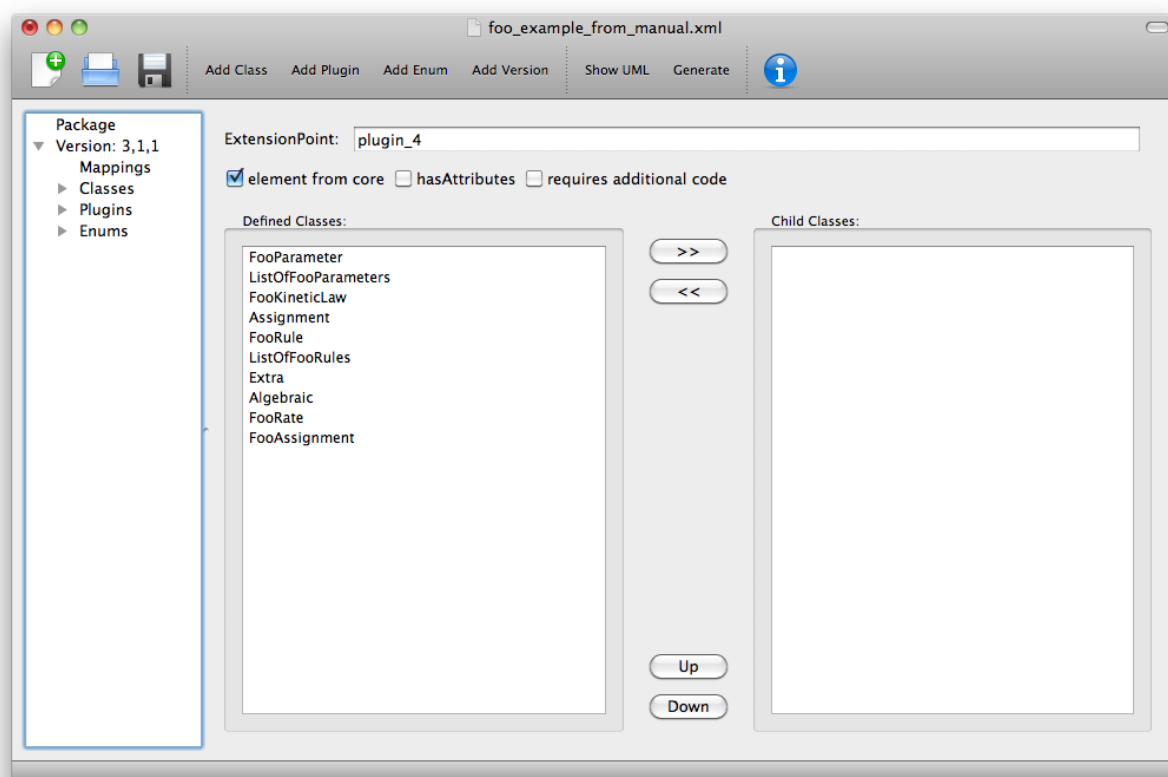 foo_example_from_manual.xml
Add Class Add Plugin Add Enum Add Version Show UML Generate
Package
Version: 3,1,1
Mappings
Classes
Plugins
Enums
ExtensionPoint: plugin_4
element from core hasAttributes requires additional code
Defined Classes:
FooParameter
ListOfFooParameters
FooKineticLaw
Assignment
FooRule
ListOfFooRules
Extra
Algebraic
FooRate
FooAssignment
>>
<<
Up
Down
Child Classes: